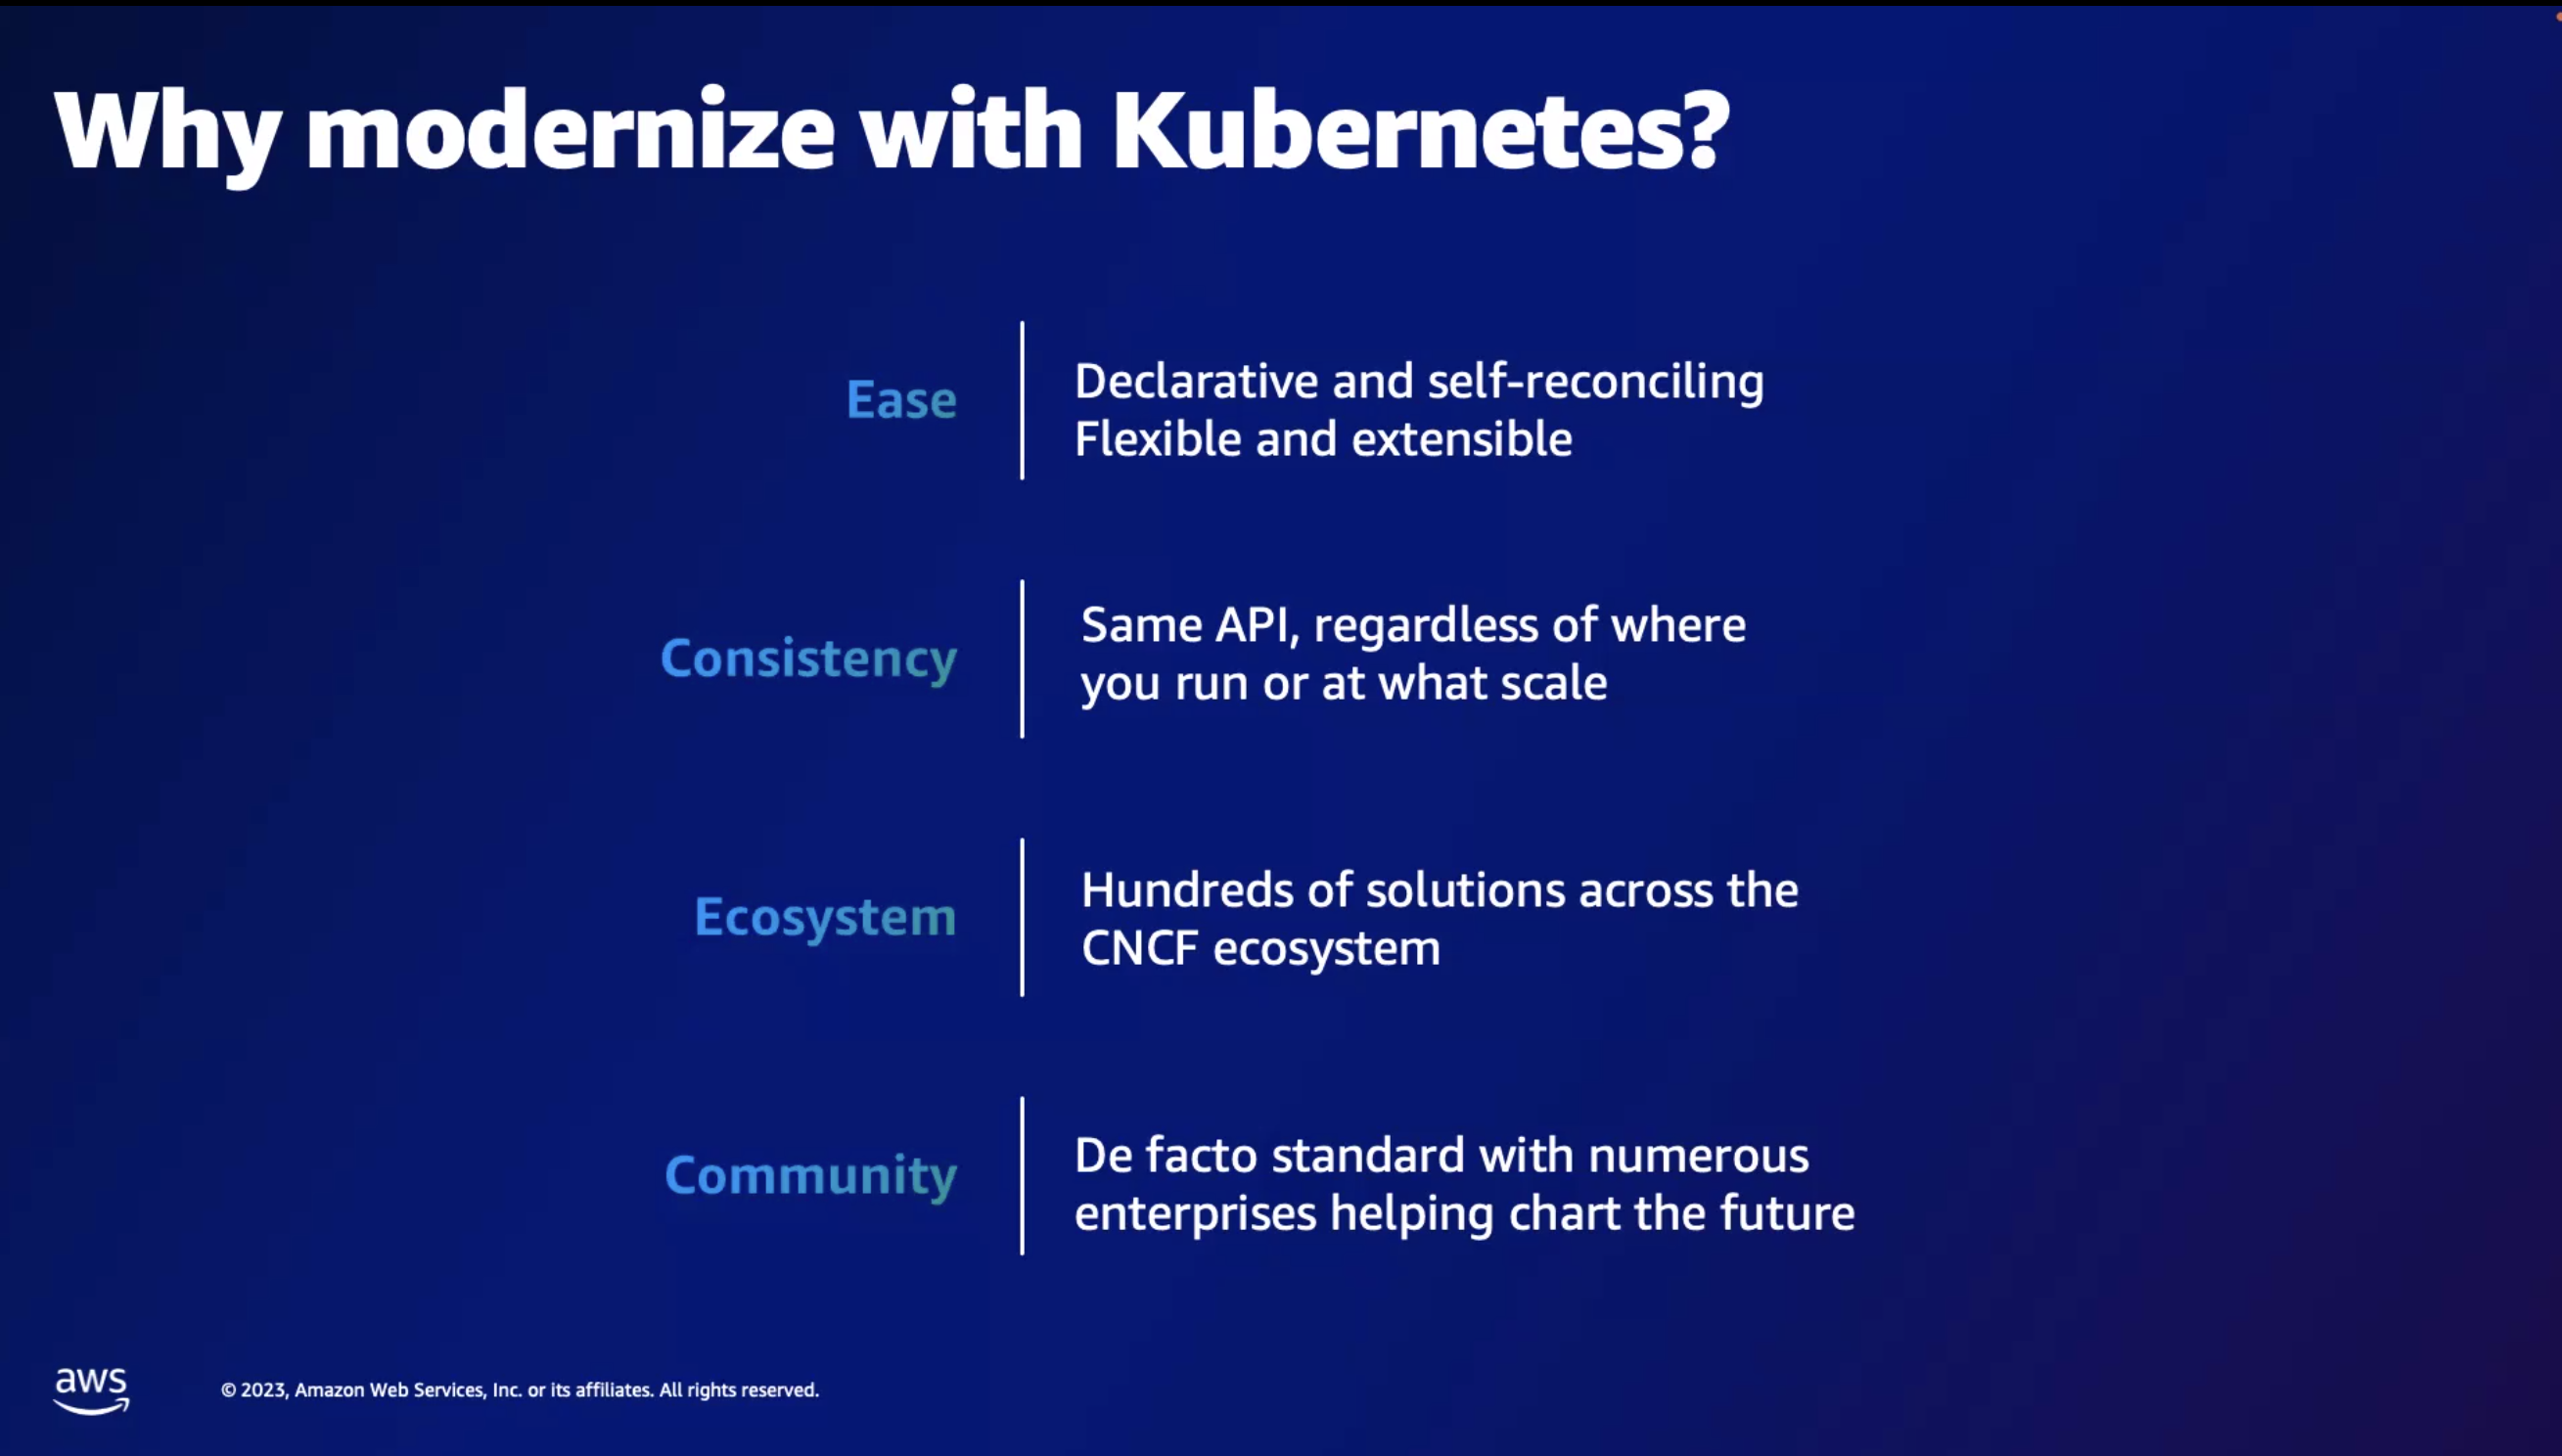 Why modernize with Kubernetes?
Ease
Declarative and self-reconciling
Flexible and extensible
Consistency
Same API, regardless of where
you run or at what scale
Ecosystem
Hundreds of solutions across the
CNCF ecosystem
Community
De facto standard with numerous
enterprises helping chart the future
aws
© 2023, Amazon Web Services, Inc. or its affiliates. All rights reserved.